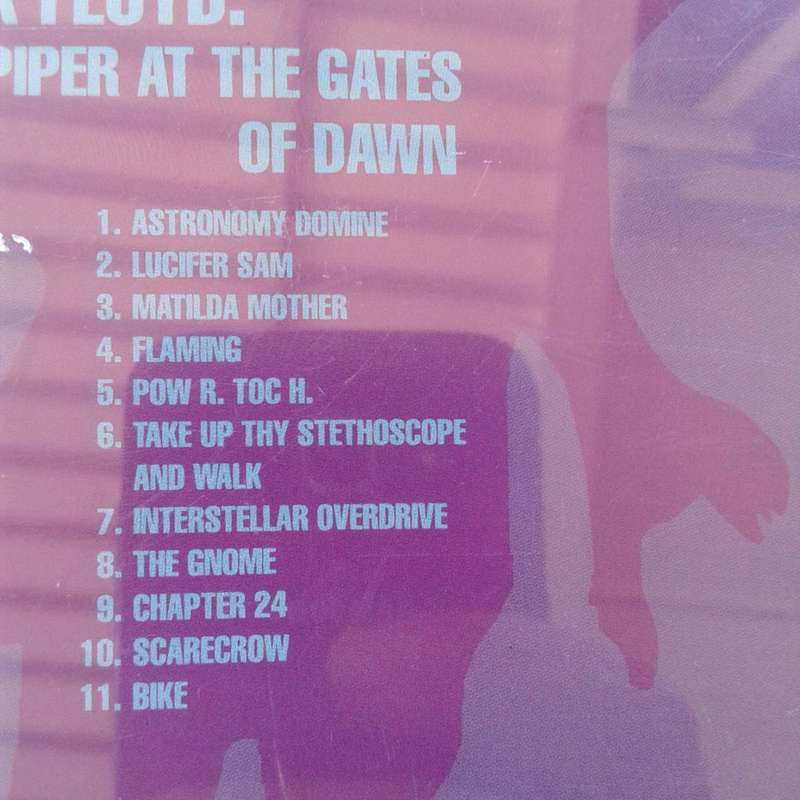 FLOYD.
PIPER AT THE GATES
OF DAWN
1. ASTRONOMY DOMINE
2. LUCIFER SAM
3. MATILDA MOTHER
4. FLAMING
5. POW R. TOC H.
6. TAKE UP THY STETHOSCOPE
AND WALK
7. INTERSTELLAR OVERDRIVE
8. THE GNOME
9. CHAPTER 24
10. SCARECROW
11. BIKE